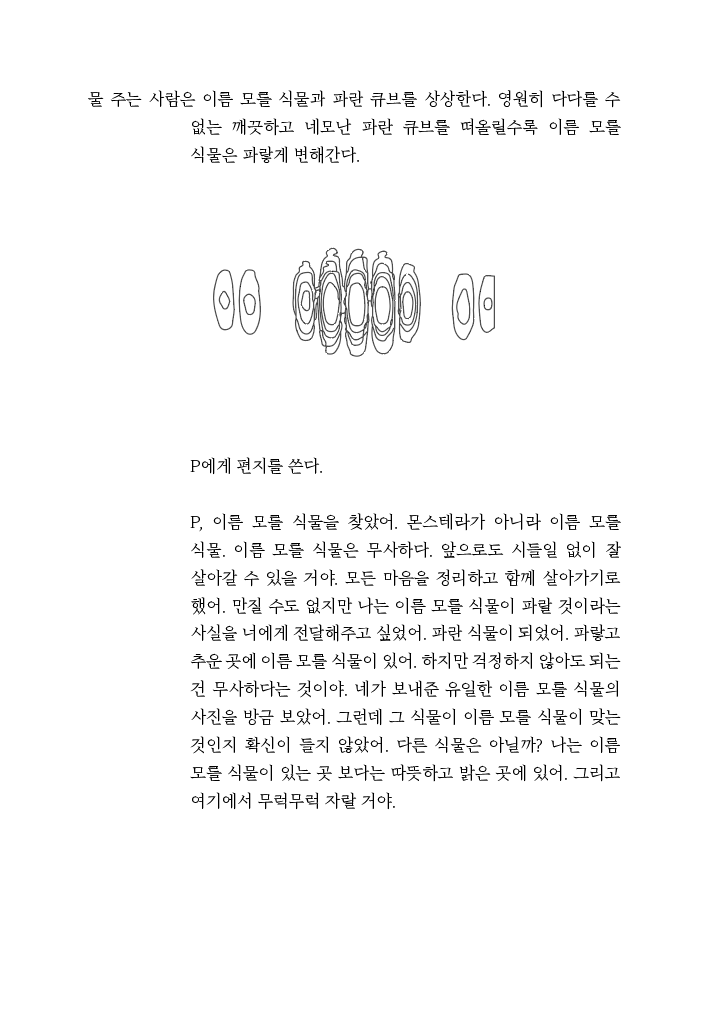 물 주는 사람은 이름 모를 식물과 파란 큐브를 상상한다. 영원히 다다를 수
없는 깨끗하고 네모난 파란 큐브를 떠올릴수록 이름 모를
식물은 파랗게 변해간다.
P에게 편지를 쓴다.
P, 이름 모를 식물을 찾았어. 몬스테라가 아니라 이름 모를
식물. 이름 모를 식물은 무사하다. 앞으로도 시들일 없이 잘
살아갈 수 있을 거야. 모든 마음을 정리하고 함께 살아가기로
했어. 만질 수도 없지만 나는 이름 모를 식물이 파랄 것이라는
사실을 너에게 전달해주고 싶었어. 파란 식물이 되었어. 파랗고
추운 곳에 이름 모를 식물이 있어. 하지만 걱정하지 않아도 되는
건 무사하다는 것이야. 네가 보내준 유일한 이름 모를 식물의
사진을 방금 보았어. 그런데 그 식물이 이름 모를 식물이 맞는
것인지 확신이 들지 않았어. 다른 식물은 아닐까? 나는 이름
모를 식물이 있는 곳 보다는 따뜻하고 밝은 곳에 있어. 그리고
여기에서 무럭무럭 자랄 거야.